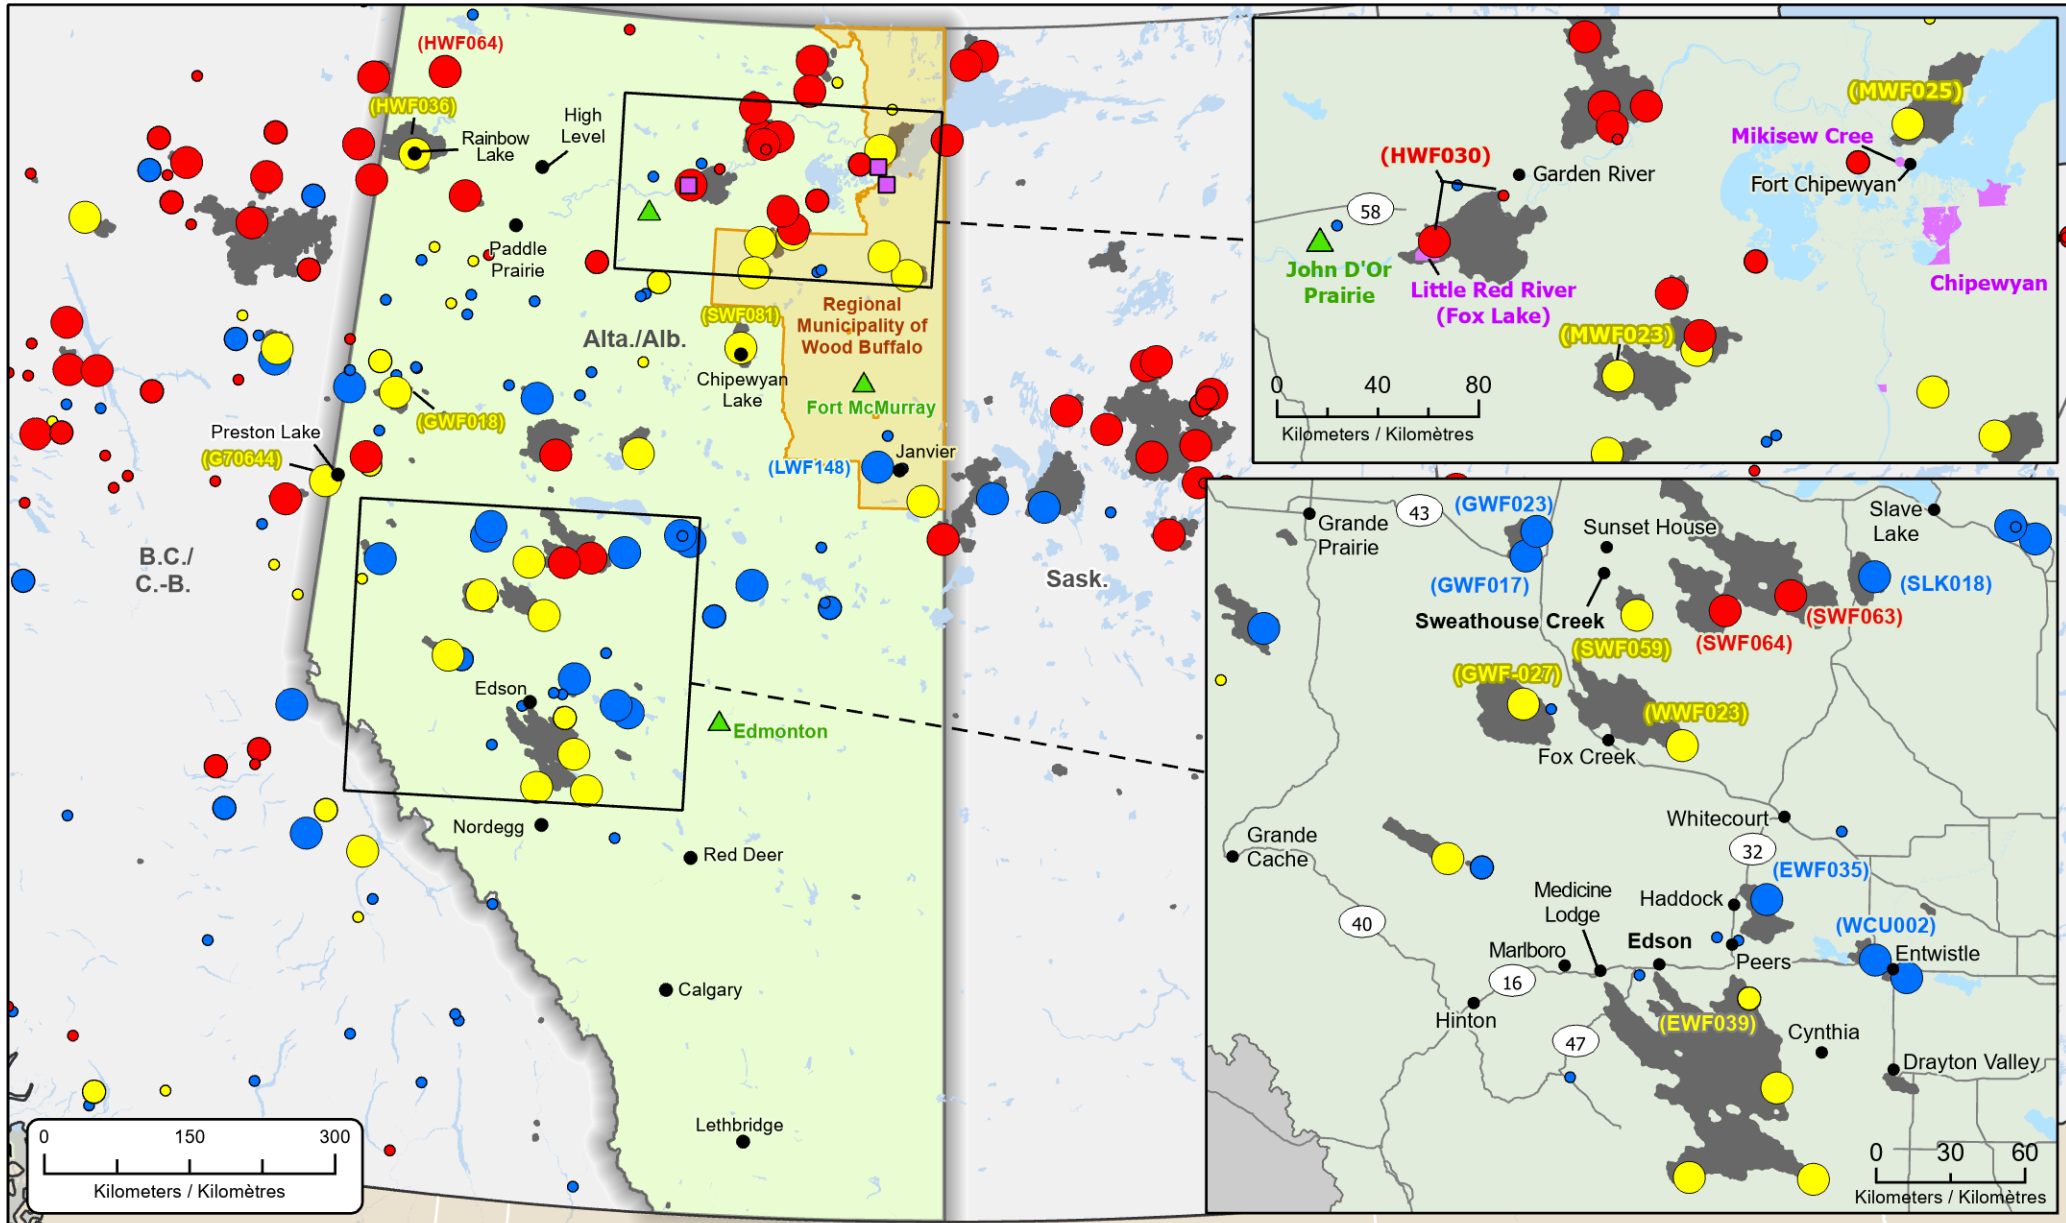 (HWF064)
(HWF036)
Rainbow
Lake
High
Level
Paddle
Prairie
Alta./Alb.
(SWF081)
Chipewyan
Lake
Regional
Municipality of
Wood Buffalo
Fort McMurray
(GWF018)
Preston Lake
(G70644)
(LWF148)
Janvier
B.C./
C.-B.
Sask.
Edson
Edmonton
Nordegg
Red Deer
Calgary
Lethbridge
0 150 300
Kilometers / Kilomètres
(MWF025)
Mikisew Cree
Fort Chipewyan
(HWF030)
Garden River
58
John D'Or
Prairie
Little Red River
(Fox Lake)
Chipewyan
(MWF023)
0 40 80
Kilometers / Kilomètres
Grande
Prairie
43
(GWF023)
Sunset House
Slave
Lake
(GWF017)
(SLK018)
Sweathouse Creek
(SWF063)
(SWF059)
(SWF064)
(GWF-027)
(WWF023)
Fox Creek
Whitecourt
Grande
Cache
32
(EWF035)
Medicine
Lodge
Haddock
40
(WCU002)
Marlboro
Edson
Peers
Entwistle
16
Hinton
(EWF039)
47
Cynthia
Drayton Valley
0 30 60
Kilometers / Kilomètres